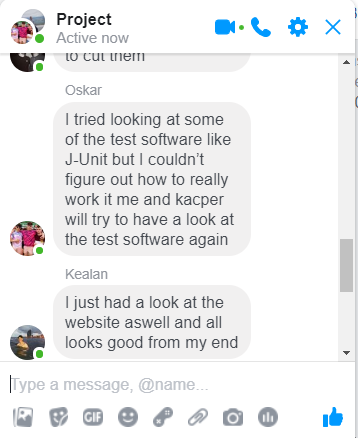 Project
Active now
to cut them
Oskar
I tried looking at some
of the test software like
J-Unit but I couldn't
figure out how to really
work it me and kacper
will try to have a look at
the test software again
Kealan
I just had a look at the
website aswell and all
looks good from my end
Type a message, @name...
GIF